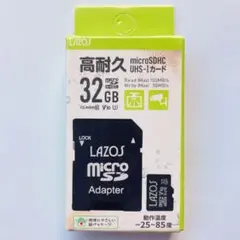 LAZOS
高耐久
microSDHC
UHS-Iカード
32GB
LOCK
LAZOS
micro
SD
Adapter
LAZOS
動作温度
-25~85度